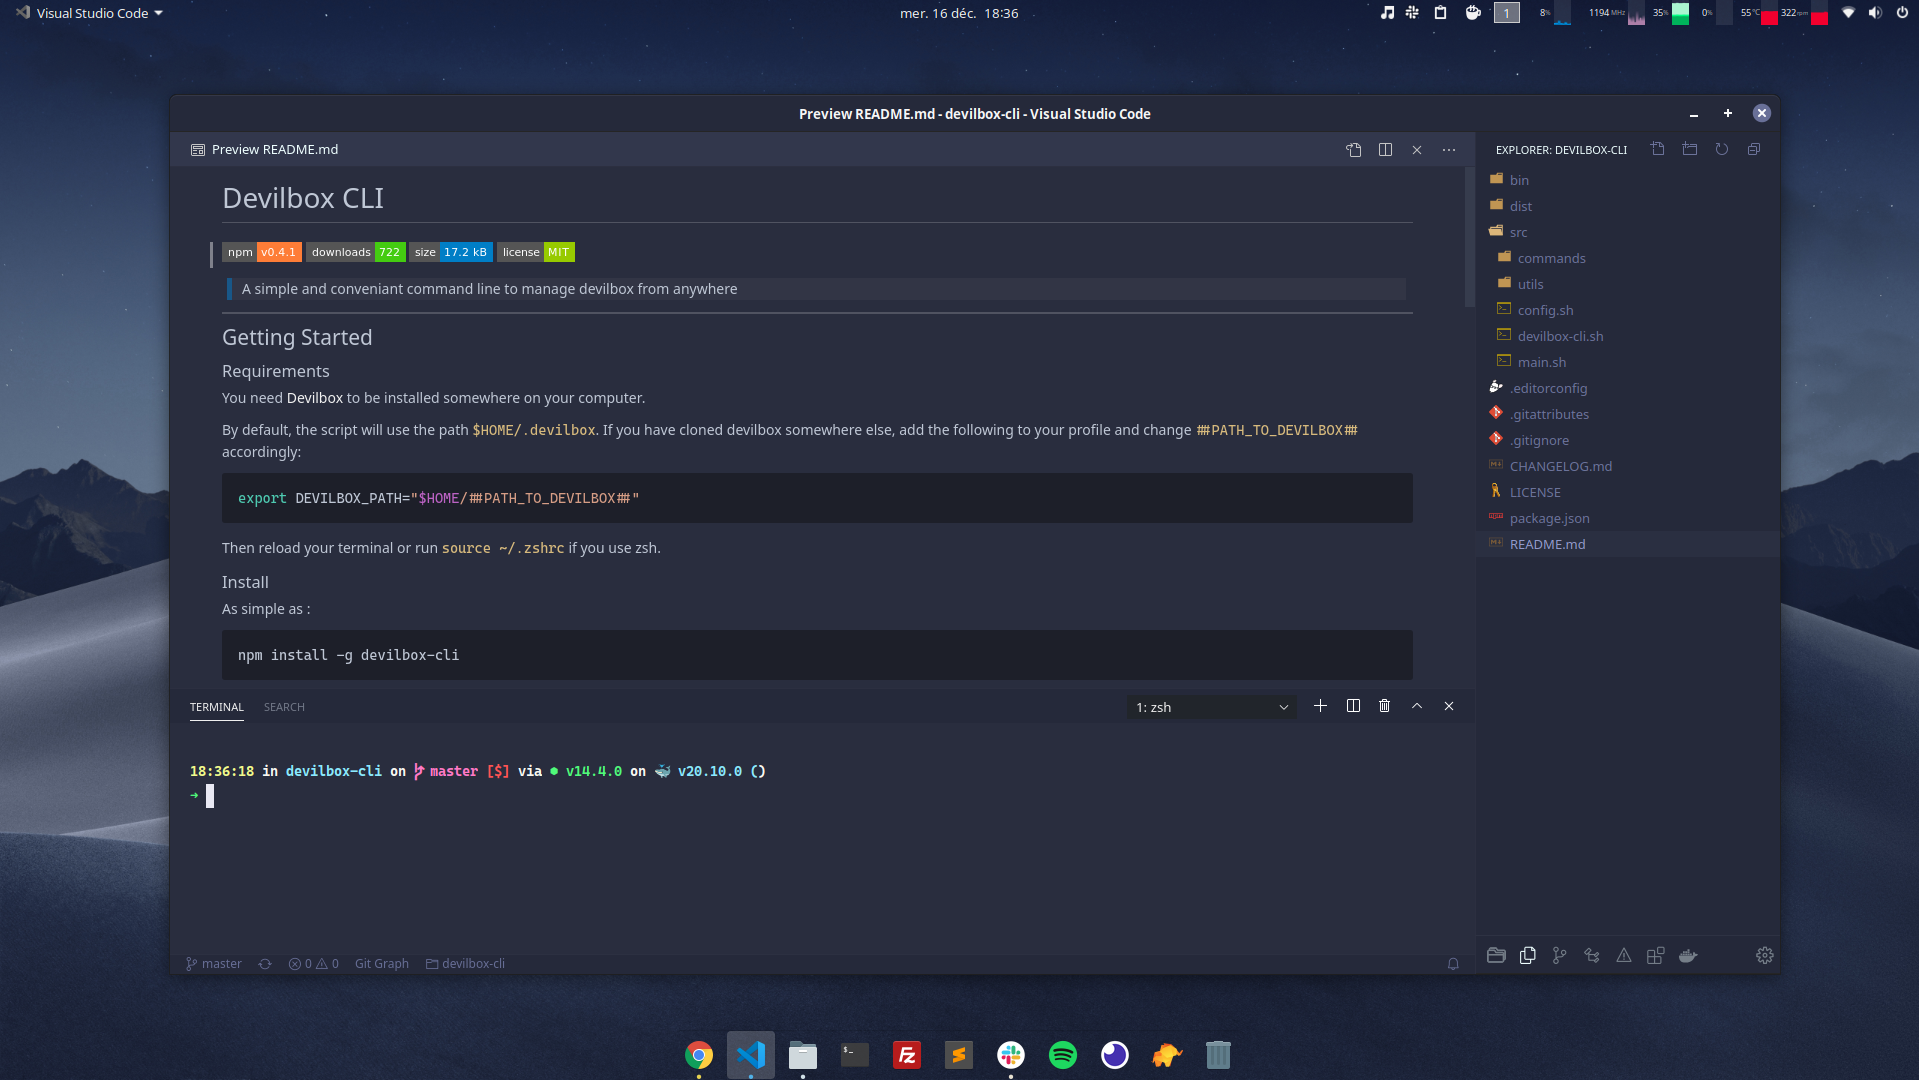 Visual Studio Code
mer. 16 déc. 18:36
1
8%
1194 MHz
35%
0%
55°C
322 rpm
Preview README.md - devilbox-cli - Visual Studio Code
Preview README.md
Devilbox CLI
npm v0.4.1 downloads 722 size 17.2 kB license MIT
A simple and conveniant command line to manage devilbox from anywhere
Getting Started
Requirements
You need Devilbox to be installed somewhere on your computer.
By default, the script will use the path $HOME/.devilbox. If you have cloned devilbox somewhere else, add the following to your profile and change ##PATH_TO_DEVILBOX##
accordingly:
export DEVILBOX_PATH="$HOME/##PATH_TO_DEVILBOX##"
Then reload your terminal or run source ~/.zshrc if you use zsh.
Install
As simple as :
npm install -g devilbox-cli
EXPLORER: DEVILBOX-CLI
bin
dist
src
commands
utils
config.sh
devilbox-cli.sh
main.sh
.editorconfig
.gitattributes
.gitignore
CHANGELOG.md
LICENSE
package.json
README.md
TERMINAL SEARCH
1: zsh
18:36:18 in devilbox-cli on master [$] via v14.4.0 on 🐳 v20.10.0 ()
➜
master 0 0 Git Graph devilbox-cli
$_
Fz